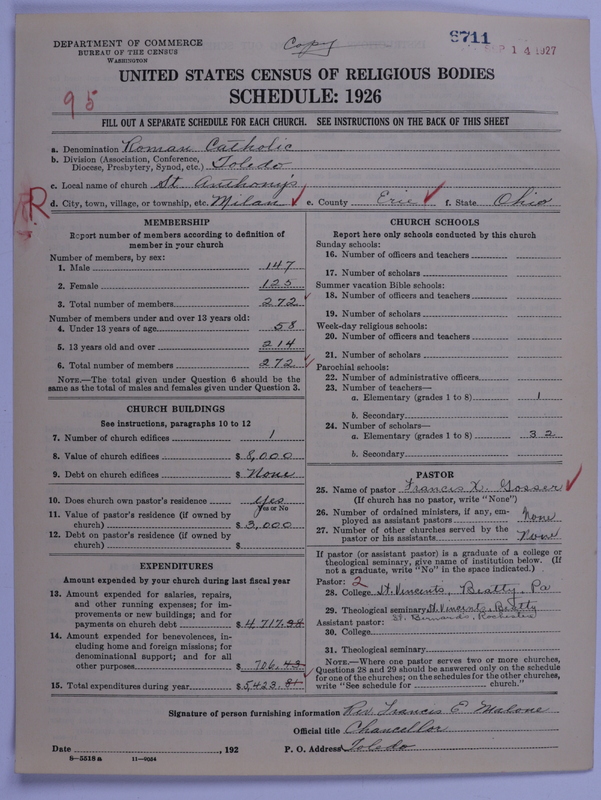 DEPARTMENT OF COMMERCE
BUREAU OF THE CENSUS
WASHINGTON
Copy
8711
SEP 14 1927
95
UNITED STATES CENSUS OF RELIGIOUS BODIES
SCHEDULE: 1926
FILL OUT A SEPARATE SCHEDULE FOR EACH CHURCH. SEE INSTRUCTIONS ON THE BACK OF THIS SHEET
a. Denomination Roman Catholic
b. Division (Association, Conference, Diocese, Presbytery, Synod, etc.) Toledo
c. Local name of church St. Anthony's
R
d. City, town, village, or township, etc. Milan e. County Erie f. State Ohio
MEMBERSHIP
Report number of members according to definition of
member in your church
Number of members, by sex:
1. Male 147
2. Female 125
3. Total number of members 272
Number of members under and over 13 years old:
4. Under 13 years of age 58
5. 13 years old and over 214
6. Total number of members 272
NOTE.—The total given under Question 6 should be
same as the total of males and females given under Question 3.
CHURCH BUILDINGS
See instructions, paragraphs 10 to 12
7. Number of church edifices 1
8. Value of church edifices $ 8,000
9. Debt on church edifices $ None
10. Does church own pastor's residence yes
Yes or No
11. Value of pastor's residence (if owned by
church) $ 3,000
12. Debt on pastor's residence (if owned by
church) $
EXPENDITURES
Amount expended by your church during last fiscal year
13. Amount expended for salaries, repairs,
and other running expenses; for im-
provements or new buildings; and for
payments on church debt $ 4,717.38
14. Amount expended for benevolences, in-
cluding home and foreign missions; for
denominational support; and for all
other purposes $ 706.43
15. Total expenditures during year $ 5423.81
CHURCH SCHOOLS
Report here only schools conducted by this church
Sunday schools:
16. Number of officers and teachers
17. Number of scholars
Summer vacation Bible schools:
18. Number of officers and teachers
19. Number of scholars
Week-day religious schools:
20. Number of officers and teachers
21. Number of scholars
Parochial schools:
22. Number of administrative officers
23. Number of teachers—
a. Elementary (grades 1 to 8) 1
b. Secondary
24. Number of scholars—
a. Elementary (grades 1 to 8) 32
b. Secondary
PASTOR
25. Name of pastor Francis X. Gosser
(If church has no pastor, write "None")
26. Number of ordained ministers, if any, em-
ployed as assistant pastors None
27. Number of other churches served by the
pastor or his assistants None
If pastor (or assistant pastor) is a graduate of a college or
theological seminary, give name of institution below. (If
not a graduate, write "No" in the space indicated.)
Pastor: 2
28. College St. Vincents, Beatty, Pa
29. Theological seminary St. Vincents, Beatty
St. Bernards, Rochester
Assistant pastor:
30. College
31. Theological seminary
NOTE.—Where one pastor serves two or more churches,
Questions 28 and 29 should be answered only on the schedule
for one of the churches; on the schedules for the other churches,
write "See schedule for church."
Signature of person furnishing information Rev. Francis E. Malone
Official title Chancellor
Date , 192 P. O. Address Toledo
8—5518a 11—9054